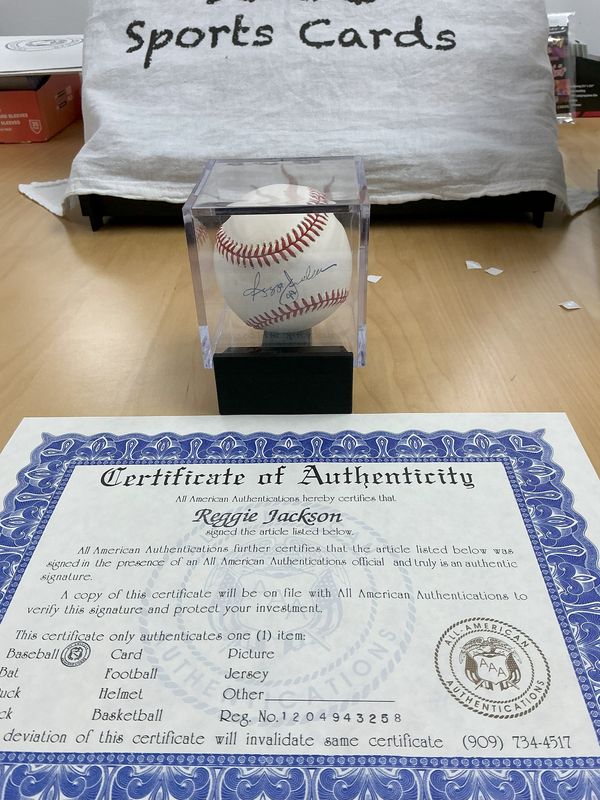 Sports Cards
Reggie Jackson
Certificate of Authenticity
All American Authentications hereby certifies that
Reggie Jackson
signed the article listed below.
All American Authentications further certifies that the article listed below was
signed in the presence of an All American Authentications official and truly is an authentic
signature.
A copy of this certificate will be on file with All American Authentications to
verify this signature and protect your investment.
This certificate only authenticates one (1) item:
Baseball Card Picture
Bat Football Jersey
uck Helmet Other
ck Basketball Reg. No. 1204943258
deviation of this certificate will invalidate same certificate (909) 734-4517
ALL AMERICAN
AAA
AUTHENTICATIONS